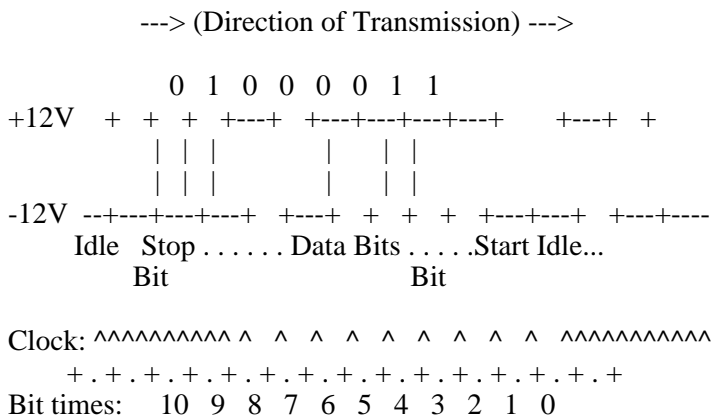 ---> (Direction of Transmission) --->
0 1 0 0 0 0 1 1
+12V + + + +---+ +---+---+---+---+ +---+ +
| | | | | |
| | | | | |
-12V --+---+---+---+ +---+ + + + +---+---+ +---+----
Idle Stop . . . . . . Data Bits . . . . .Start Idle...
Bit Bit
Clock: ^^^^^^^^^^ ^ ^ ^ ^ ^ ^ ^ ^ ^ ^^^^^^^^^^^
+ . + . + . + . + . + . + . + . + . + . + . + . + . + . +
Bit times: 10 9 8 7 6 5 4 3 2 1 0